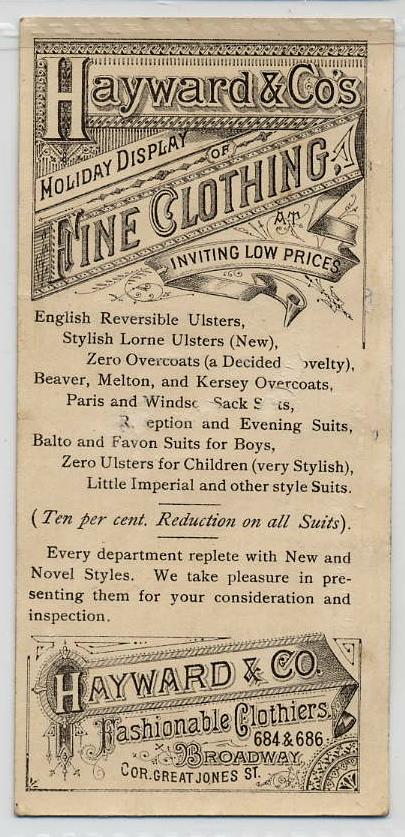 Hayward & Co's
HOLIDAY DISPLAY OF
FINE CLOTHING,
AT
INVITING LOW PRICES
English Reversible Ulsters,
Stylish Lorne Ulsters (New),
Zero Overcoats (a Decided ovelty),
Beaver, Melton, and Kersey Overcoats,
Paris and Winds Sack S ts,
R eption and Evening Suits,
Balto and Favon Suits for Boys,
Zero Ulsters for Children (very Stylish),
Little Imperial and other style Suits.
(Ten per cent. Reduction on all Suits).
Every department replete with New and
Novel Styles. We take pleasure in pre-
senting them for your consideration and
inspection.
HAYWARD & CO.
Fashionable Clothiers,
684 & 686
BROADWAY,
COR. GREAT JONES ST.